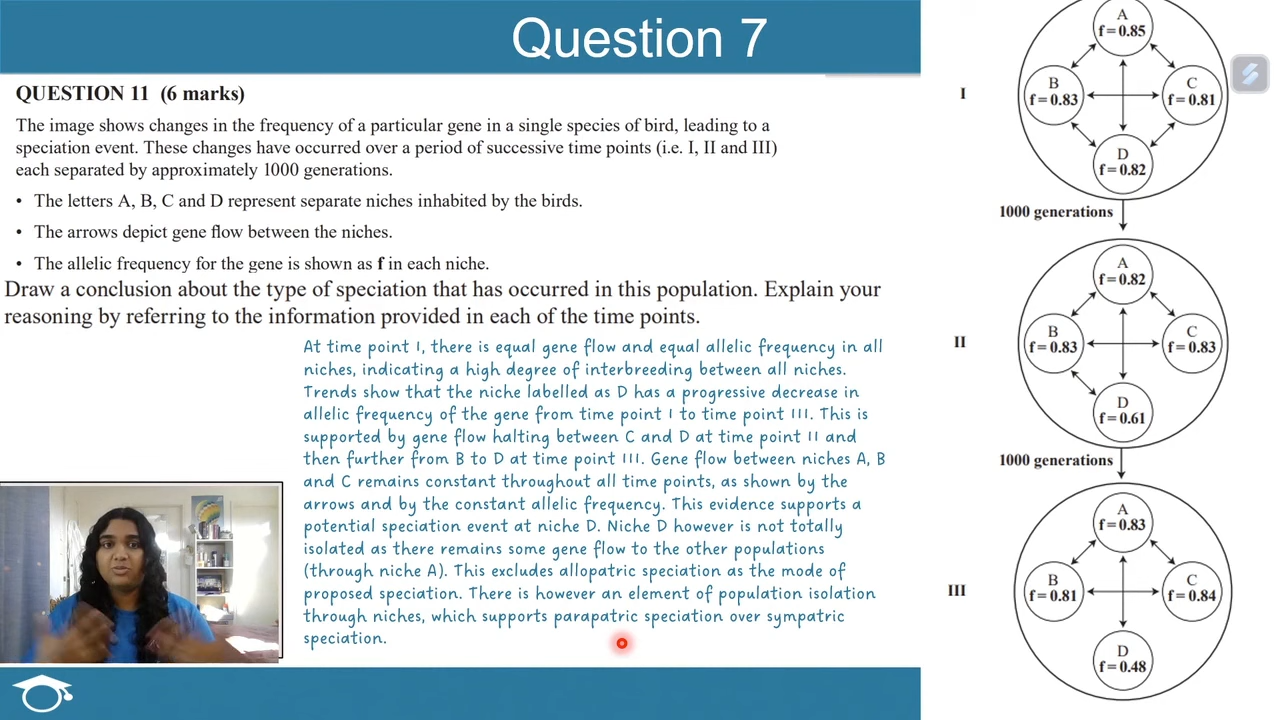 Question 7
QUESTION 11 (6 marks)
The image shows changes in the frequency of a particular gene in a single species of bird, leading to a
speciation event. These changes have occurred over a period of successive time points (i.e. I, II and III)
each separated by approximately 1000 generations.
• The letters A, B, C and D represent separate niches inhabited by the birds.
• The arrows depict gene flow between the niches.
• The allelic frequency for the gene is shown as f in each niche.
Draw a conclusion about the type of speciation that has occurred in this population. Explain your
reasoning by referring to the information provided in each of the time points.
At time point I, there is equal gene flow and equal allelic frequency in all
niches, indicating a high degree of interbreeding between all niches.
Trends show that the niche labelled as D has a progressive decrease in
allelic frequency of the gene from time point I to time point III. This is
supported by gene flow halting between C and D at time point II and
then further from B to D at time point III. Gene flow between niches A, B
and C remains constant throughout all time points, as shown by the
arrows and by the constant allelic frequency. This evidence supports a
potential speciation event at niche D. Niche D however is not totally
isolated as there remains some gene flow to the other populations
(through niche A). This excludes allopatric speciation as the mode of
proposed speciation. There is however an element of population isolation
through niches, which supports parapatric speciation over sympatric
speciation.
I
A
f = 0.85
B
f = 0.83
C
f = 0.81
D
f = 0.82
1000 generations
II
A
f = 0.82
B
f = 0.83
C
f = 0.83
D
f = 0.61
1000 generations
III
A
f = 0.83
B
f = 0.81
C
f = 0.84
D
f = 0.48